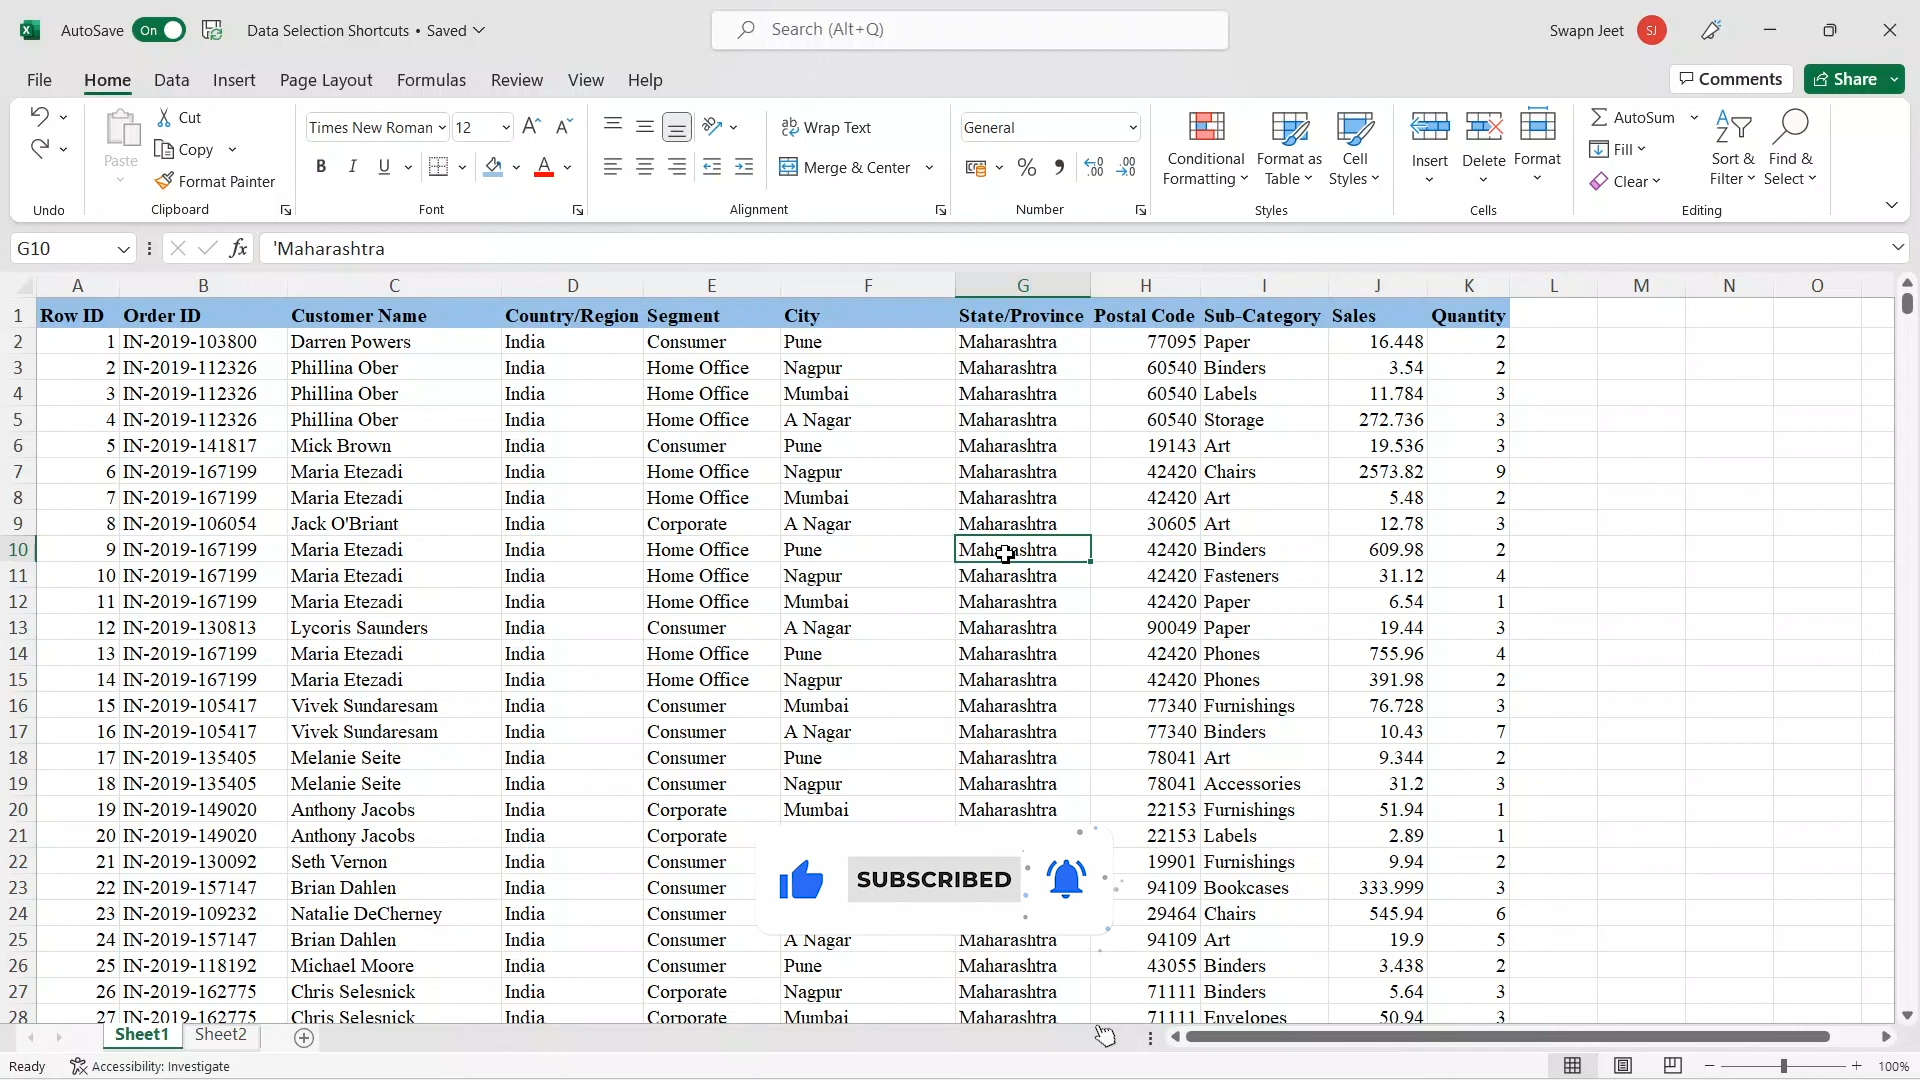 AutoSave On Data Selection Shortcuts • Saved Search (Alt+Q) Swapn Jeet SJ
File Home Data Insert Page Layout Formulas Review View Help Comments Share
Paste Cut Copy Format Painter
Times New Roman 12 B I U A A A A
ab Wrap Text
Merge & Center
General
% , .00
Conditional Formatting Format as Table Cell Styles
Insert Delete Format
AutoSum Fill Clear
Sort & Filter Find & Select
Undo Clipboard Font Alignment Number Styles Cells Editing
G10 fx 'Maharashtra
A B C D E F G H I J K L M N O
1 Row ID Order ID Customer Name Country/Region Segment City State/Province Postal Code Sub-Category Sales Quantity
2 1 IN-2019-103800 Darren Powers India Consumer Pune Maharashtra 77095 Paper 16.448 2
3 2 IN-2019-112326 Phillina Ober India Home Office Nagpur Maharashtra 60540 Binders 3.54 2
4 3 IN-2019-112326 Phillina Ober India Home Office Mumbai Maharashtra 60540 Labels 11.784 3
5 4 IN-2019-112326 Phillina Ober India Home Office A Nagar Maharashtra 60540 Storage 272.736 3
6 5 IN-2019-141817 Mick Brown India Consumer Pune Maharashtra 19143 Art 19.536 3
7 6 IN-2019-167199 Maria Etezadi India Home Office Nagpur Maharashtra 42420 Chairs 2573.82 9
8 7 IN-2019-167199 Maria Etezadi India Home Office Mumbai Maharashtra 42420 Art 5.48 2
9 8 IN-2019-106054 Jack O'Briant India Corporate A Nagar Maharashtra 30605 Art 12.78 3
10 9 IN-2019-167199 Maria Etezadi India Home Office Pune Maharashtra 42420 Binders 609.98 2
11 10 IN-2019-167199 Maria Etezadi India Home Office Nagpur Maharashtra 42420 Fasteners 31.12 4
12 11 IN-2019-167199 Maria Etezadi India Home Office Mumbai Maharashtra 42420 Paper 6.54 1
13 12 IN-2019-130813 Lycoris Saunders India Consumer A Nagar Maharashtra 90049 Paper 19.44 3
14 13 IN-2019-167199 Maria Etezadi India Home Office Pune Maharashtra 42420 Phones 755.96 4
15 14 IN-2019-167199 Maria Etezadi India Home Office Nagpur Maharashtra 42420 Phones 391.98 2
16 15 IN-2019-105417 Vivek Sundaresam India Consumer Mumbai Maharashtra 77340 Furnishings 76.728 3
17 16 IN-2019-105417 Vivek Sundaresam India Consumer A Nagar Maharashtra 77340 Binders 10.43 7
18 17 IN-2019-135405 Melanie Seite India Consumer Pune Maharashtra 78041 Art 9.344 2
19 18 IN-2019-135405 Melanie Seite India Consumer Nagpur Maharashtra 78041 Accessories 31.2 3
20 19 IN-2019-149020 Anthony Jacobs India Corporate Mumbai Maharashtra 22153 Furnishings 51.94 1
21 20 IN-2019-149020 Anthony Jacobs India Corporate 22153 Labels 2.89 1
22 21 IN-2019-130092 Seth Vernon India Consumer 19901 Furnishings 9.94 2
23 22 IN-2019-157147 Brian Dahlen India Consumer SUBSCRIBED 94109 Bookcases 333.999 3
24 23 IN-2019-109232 Natalie DeCherney India Consumer 29464 Chairs 545.94 6
25 24 IN-2019-157147 Brian Dahlen India Consumer A Nagar Maharashtra 94109 Art 19.9 5
26 25 IN-2019-118192 Michael Moore India Consumer Pune Maharashtra 43055 Binders 3.438 2
27 26 IN-2019-162775 Chris Selesnick India Corporate Nagpur Maharashtra 71111 Binders 5.64 3
28 27 IN-2019-162775 Chris Selesnick India Corporate Mumbai Maharashtra 71111 Envelopes 50.94 3
Sheet1 Sheet2
Ready Accessibility: Investigate 100%